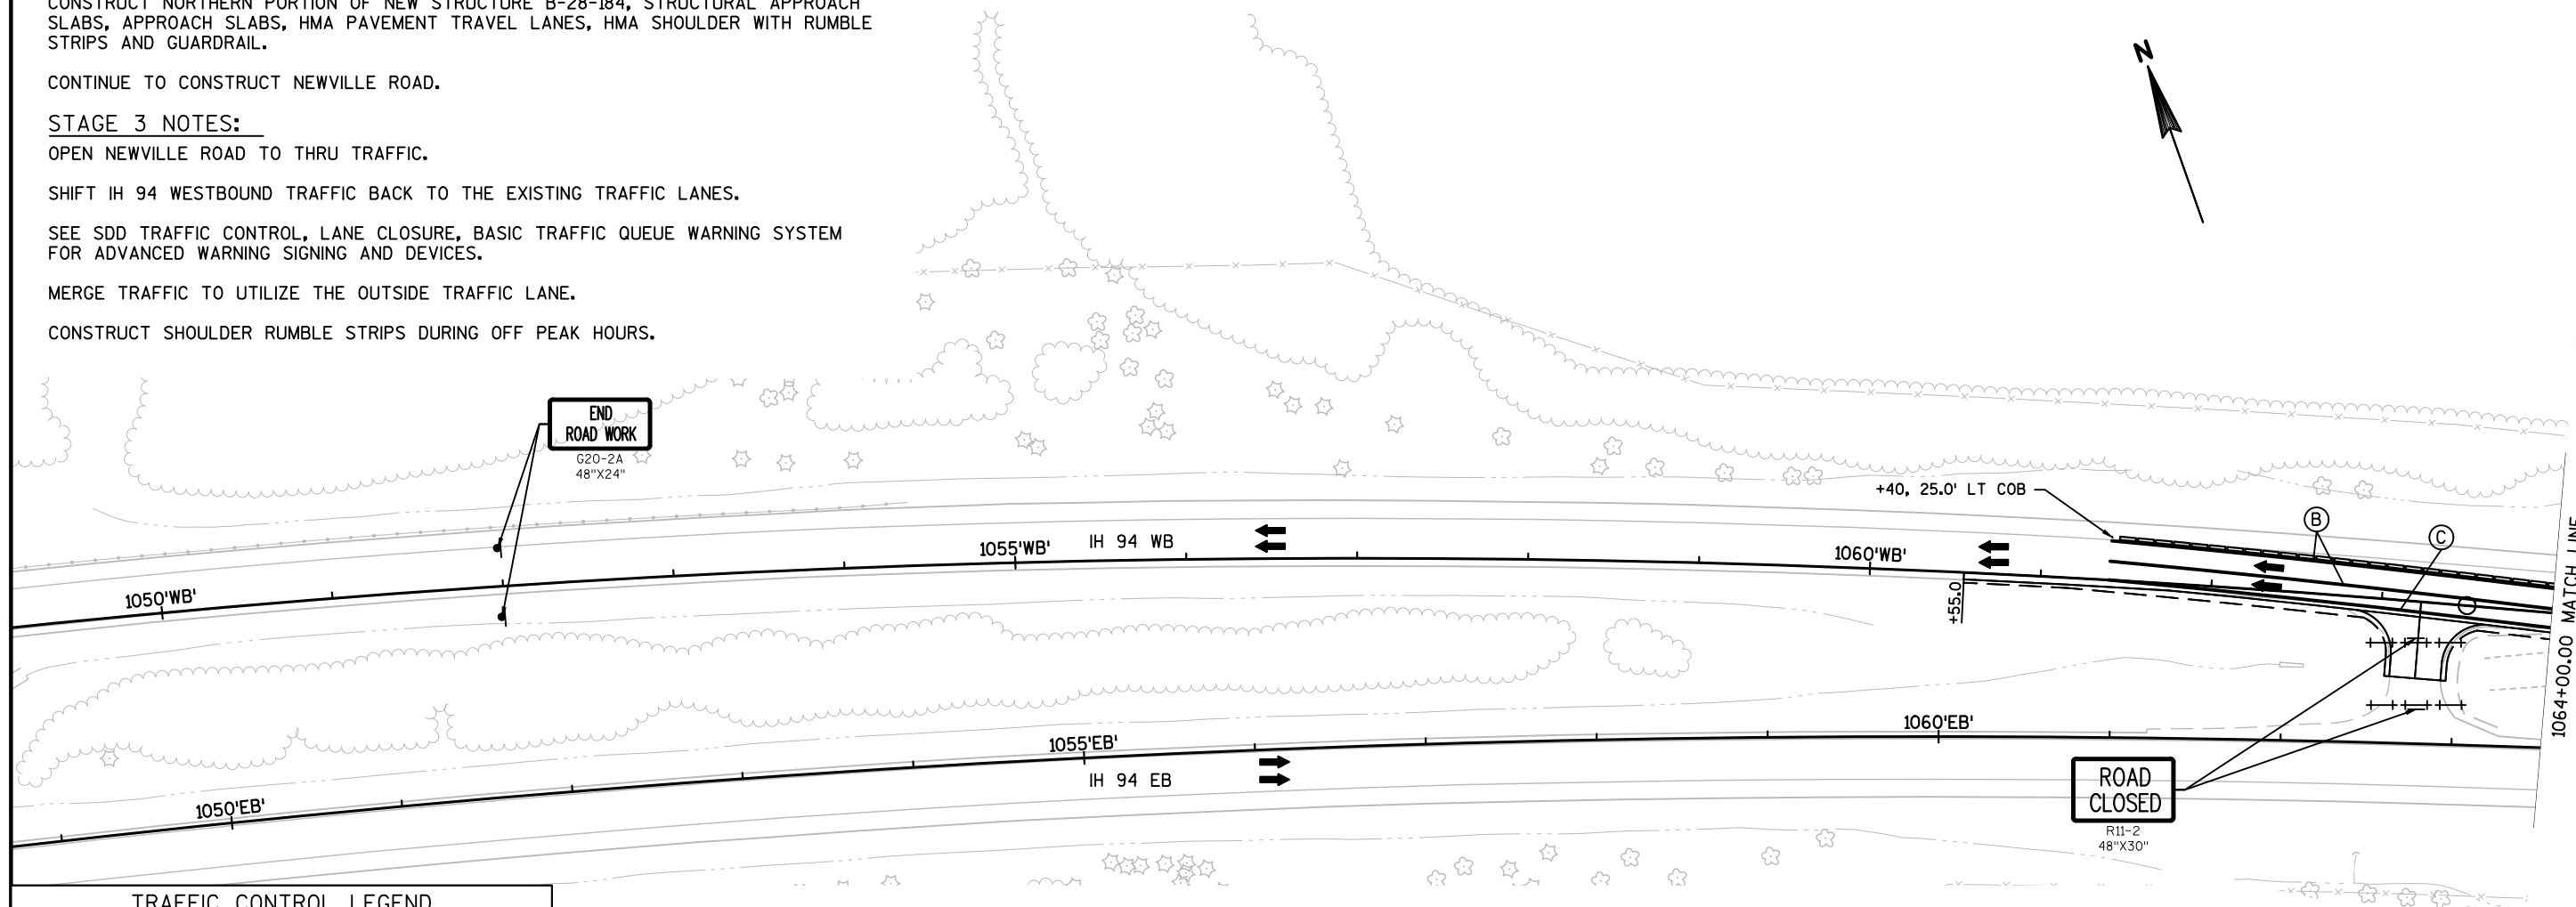 CONSTRUCT NORTHERN PORTION OF NEW STRUCTURE B-28-184, STRUCTURAL APPROACH
SLABS, APPROACH SLABS, HMA PAVEMENT TRAVEL LANES, HMA SHOULDER WITH RUMBLE
STRIPS AND GUARDRAIL.
CONTINUE TO CONSTRUCT NEWVILLE ROAD.
STAGE 3 NOTES:
OPEN NEWVILLE ROAD TO THRU TRAFFIC.
SHIFT IH 94 WESTBOUND TRAFFIC BACK TO THE EXISTING TRAFFIC LANES.
SEE SDD TRAFFIC CONTROL, LANE CLOSURE, BASIC TRAFFIC QUEUE WARNING SYSTEM
FOR ADVANCED WARNING SIGNING AND DEVICES.
MERGE TRAFFIC TO UTILIZE THE OUTSIDE TRAFFIC LANE.
CONSTRUCT SHOULDER RUMBLE STRIPS DURING OFF PEAK HOURS.
N
END
ROAD WORK
G20-2A
48"X24"
+40, 25.0' LT COB
B
C
1050'WB'
1055'WB'
IH 94 WB
1060'WB'
+55.0
1064+00.00 MATCH LINE
1050'EB'
1055'EB'
IH 94 EB
1060'EB'
ROAD
CLOSED
R11-2
48"X30"
TRAFFIC CONTROL LEGEND